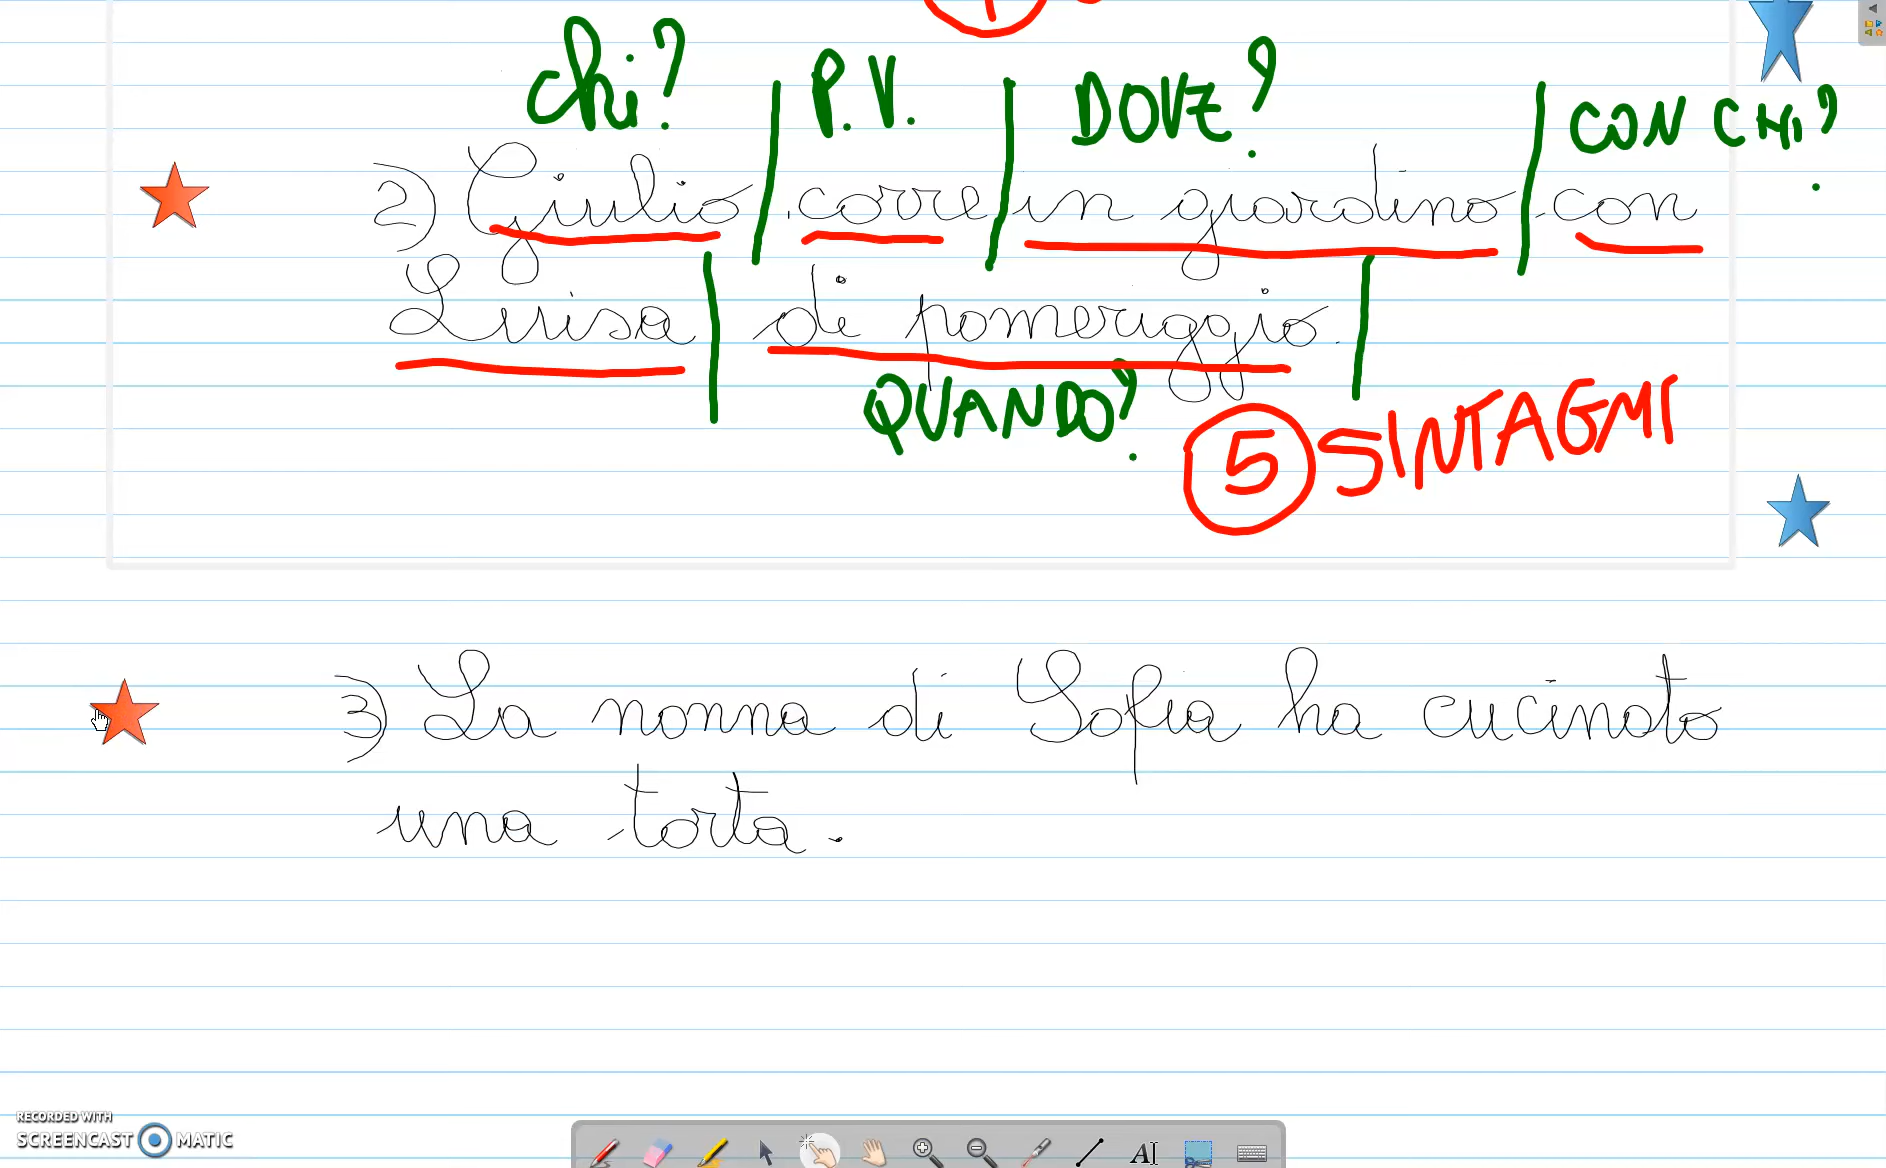 Chi? P.V. DOVE? CON CHI?
2) Giulio corre in giardino con
Luisa di pomeriggio.
QUANDO?
5 SINTAGMI
3) La nonna di Sofia ha cucinato
una torta.
RECORDED WITH
SCREENCAST MATIC